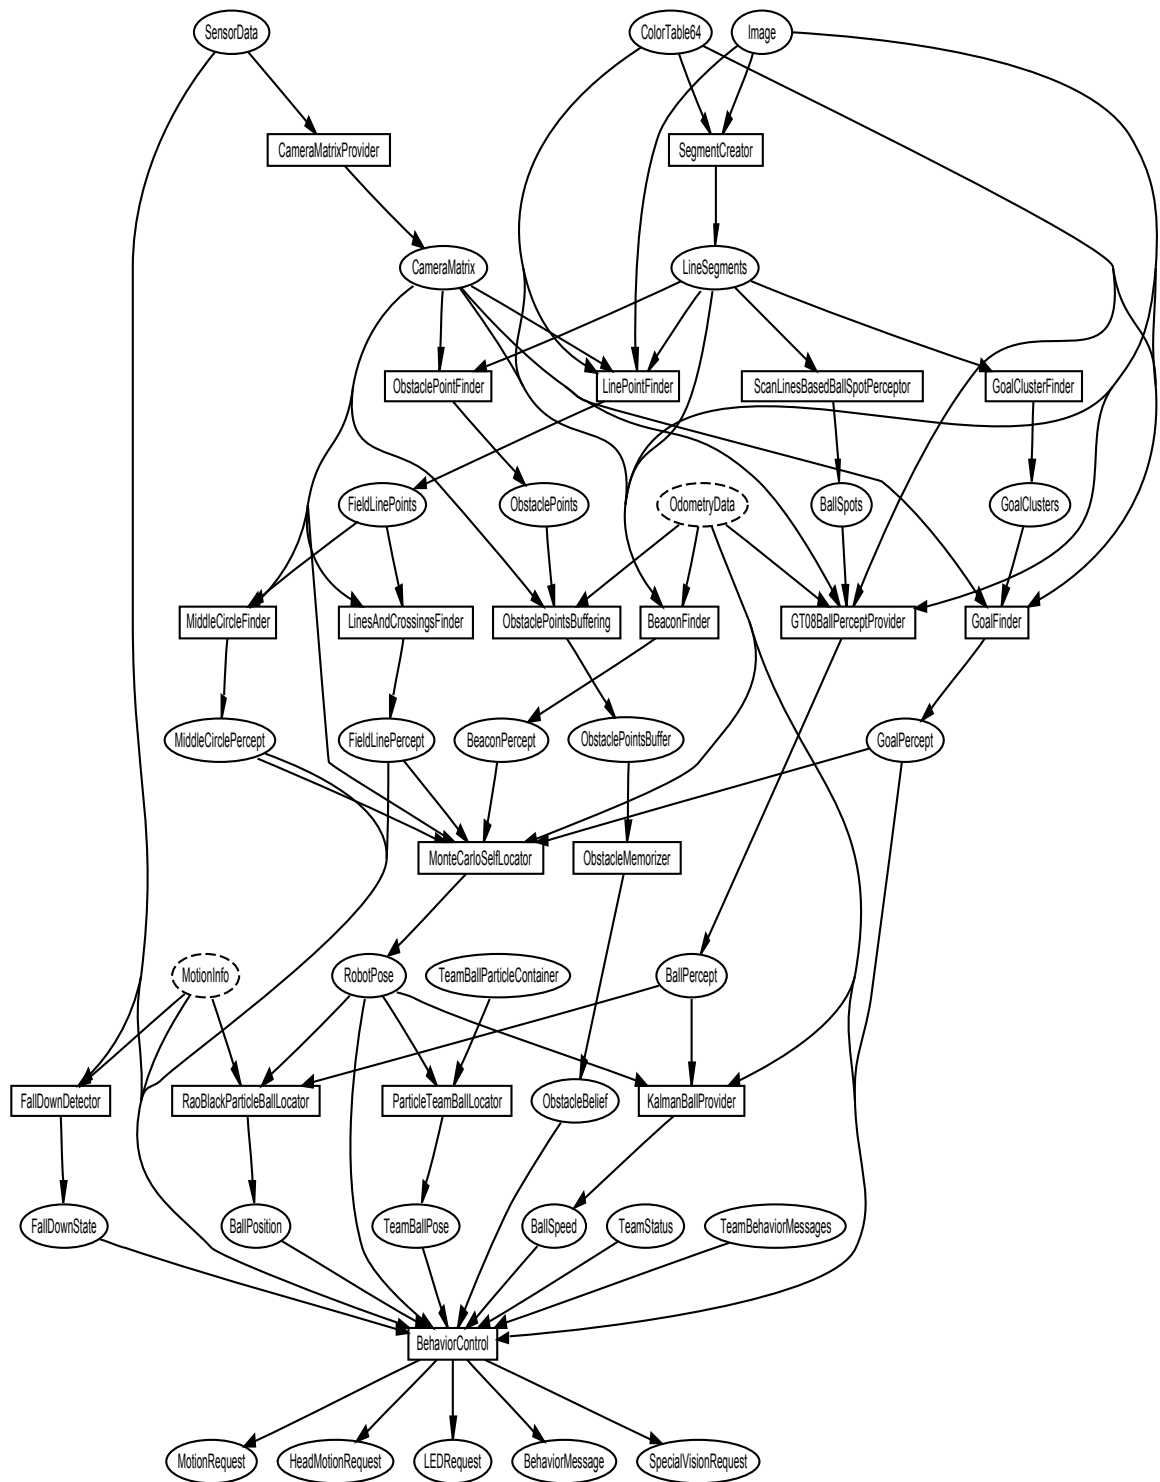 SensorData
ColorTable64
Image
CameraMatrixProvider
SegmentCreator
CameraMatrix
LineSegments
ObstaclePointFinder
LinePointFinder
ScanLinesBasedBallSpotPerceptor
GoalClusterFinder
FieldLinePoints
ObstaclePoints
OdometryData
BallSpots
GoalClusters
MiddleCircleFinder
LinesAndCrossingsFinder
ObstaclePointsBuffering
BeaconFinder
GT08BallPerceptProvider
GoalFinder
MiddleCirclePercept
FieldLinePercept
BeaconPercept
ObstaclePointsBuffer
GoalPercept
MonteCarloSelfLocator
ObstacleMemorizer
MotionInfo
RobotPose
TeamBallParticleContainer
BallPercept
FallDownDetector
RaoBlackParticleBallLocator
ParticleTeamBallLocator
ObstacleBelief
KalmanBallProvider
FallDownState
BallPosition
TeamBallPose
BallSpeed
TeamStatus
TeamBehaviorMessages
BehaviorControl
MotionRequest
HeadMotionRequest
LEDRequest
BehaviorMessage
SpecialVisionRequest